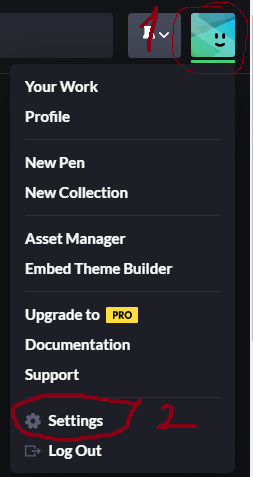 1
Your Work
Profile
New Pen
New Collection
Asset Manager
Embed Theme Builder
Upgrade to PRO
Documentation
Support
Settings 2
Log Out